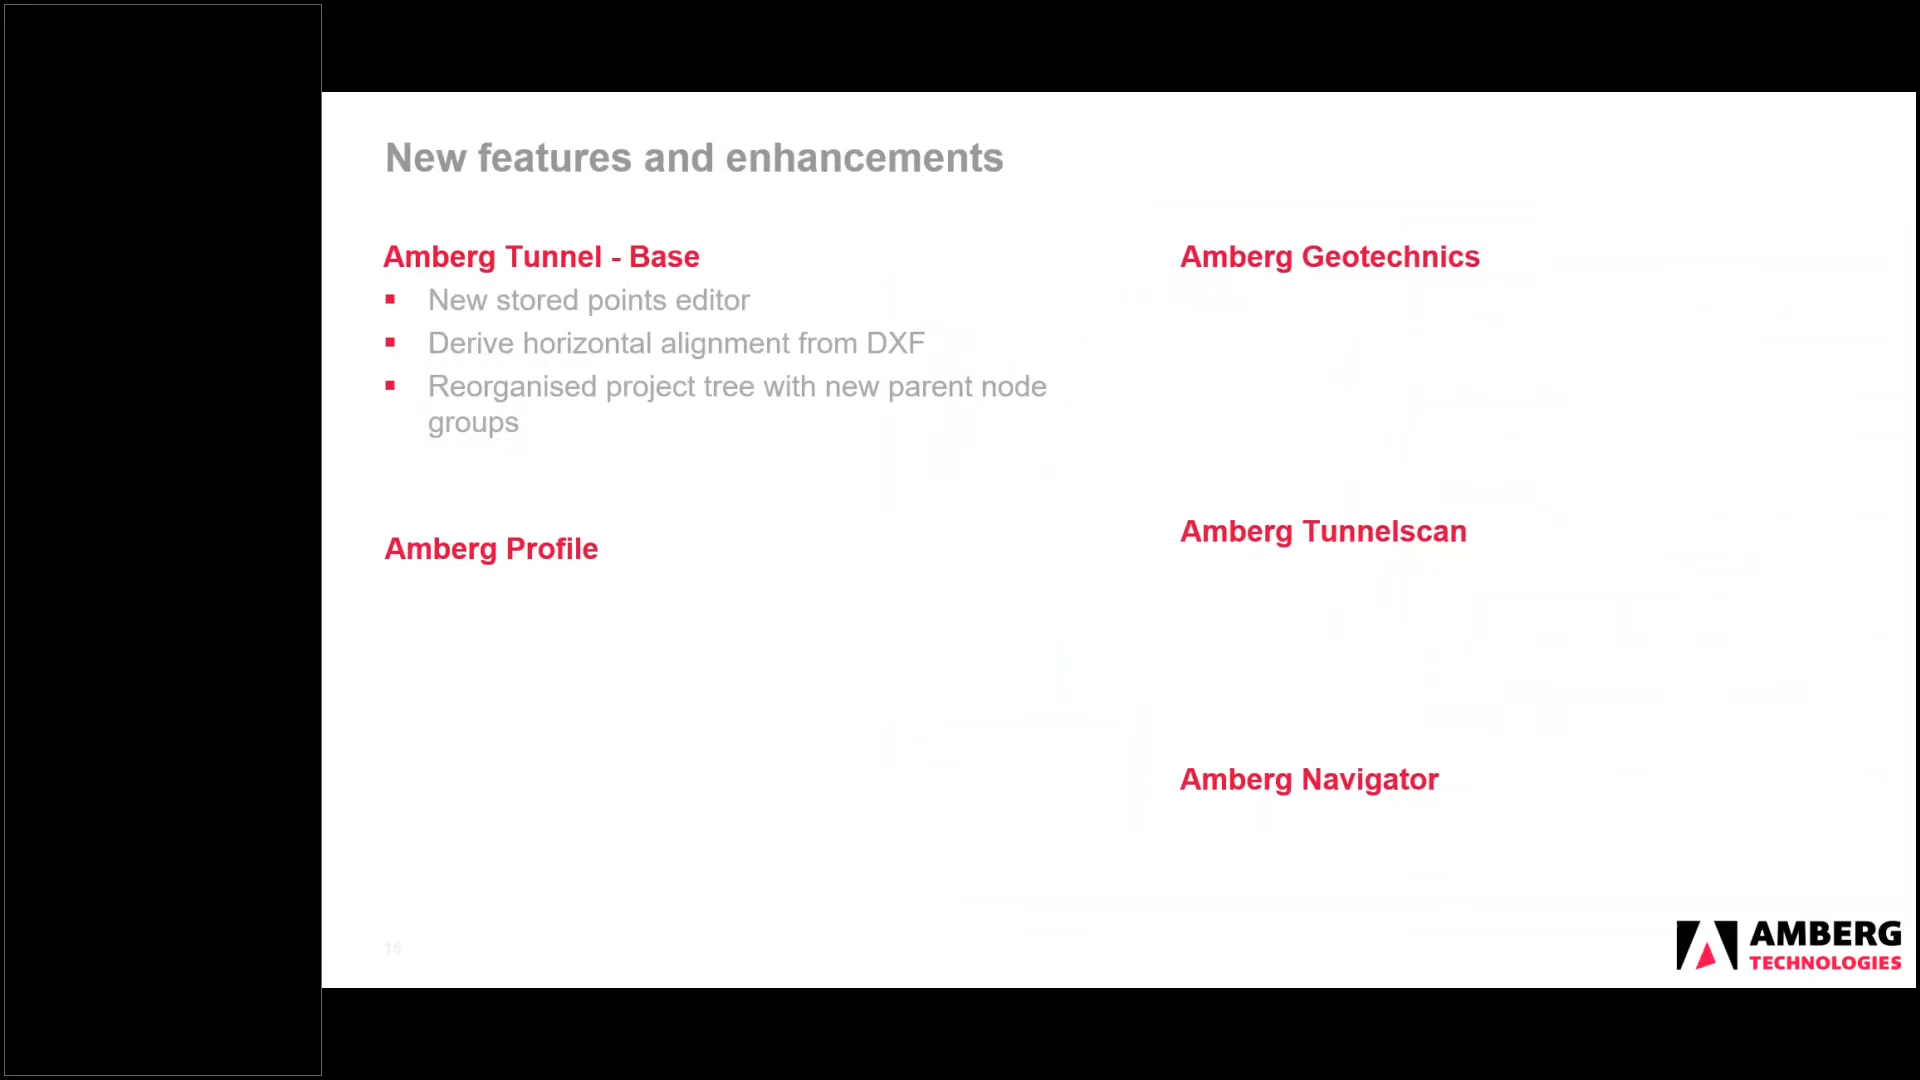 New features and enhancements
Amberg Tunnel - Base
▪ New stored points editor
▪ Derive horizontal alignment from DXF
▪ Reorganised project tree with new parent node
groups
Amberg Profile
Amberg Geotechnics
Amberg Tunnelscan
Amberg Navigator
15
AMBERG
TECHNOLOGIES